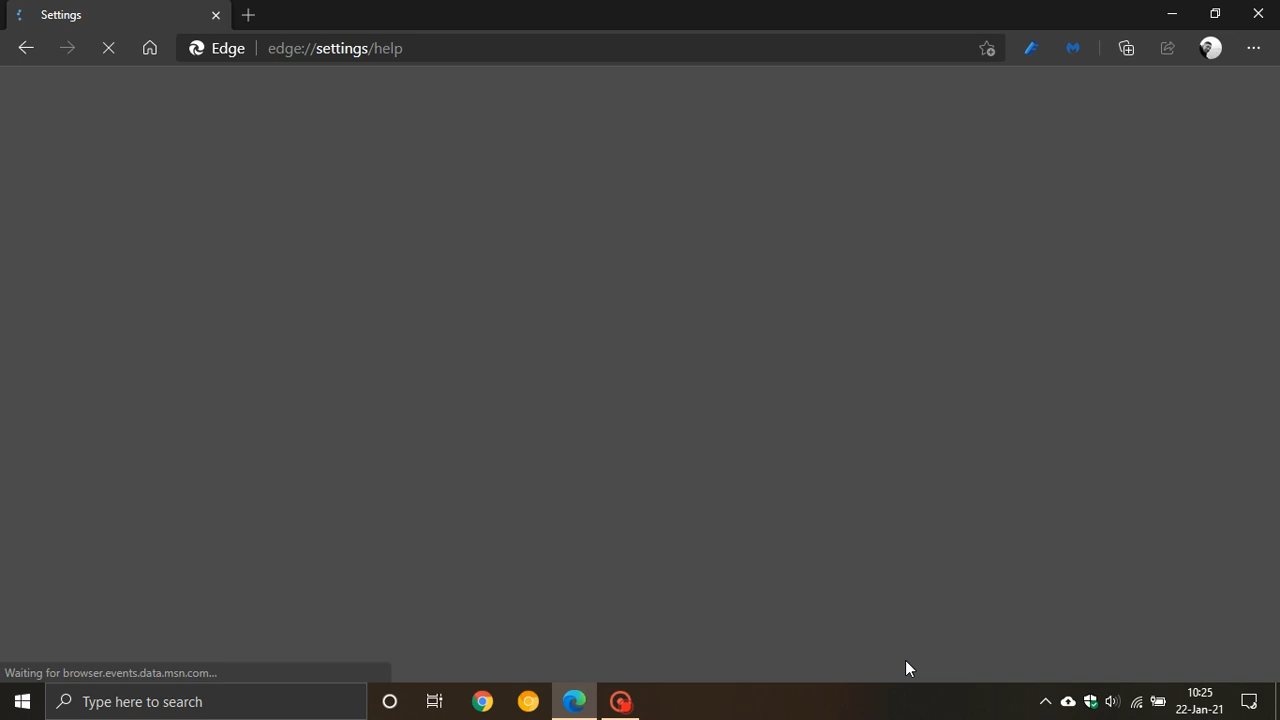 Settings
Edge edge://settings/help
Waiting for browser.events.data.msn.com...
Type here to search
10:25
22-Jan-21